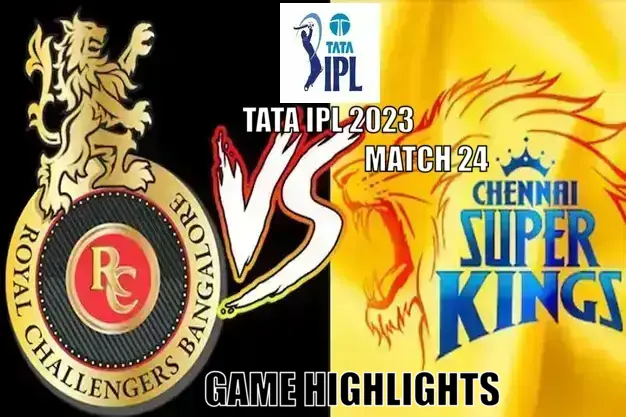 TATA
IPL
TATA IPL 2023
MATCH 24
VS
ROYAL CHALLENGERS BANGALORE
RC
CHENNAI
SUPER
KINGS
GAME HIGHLIGHTS